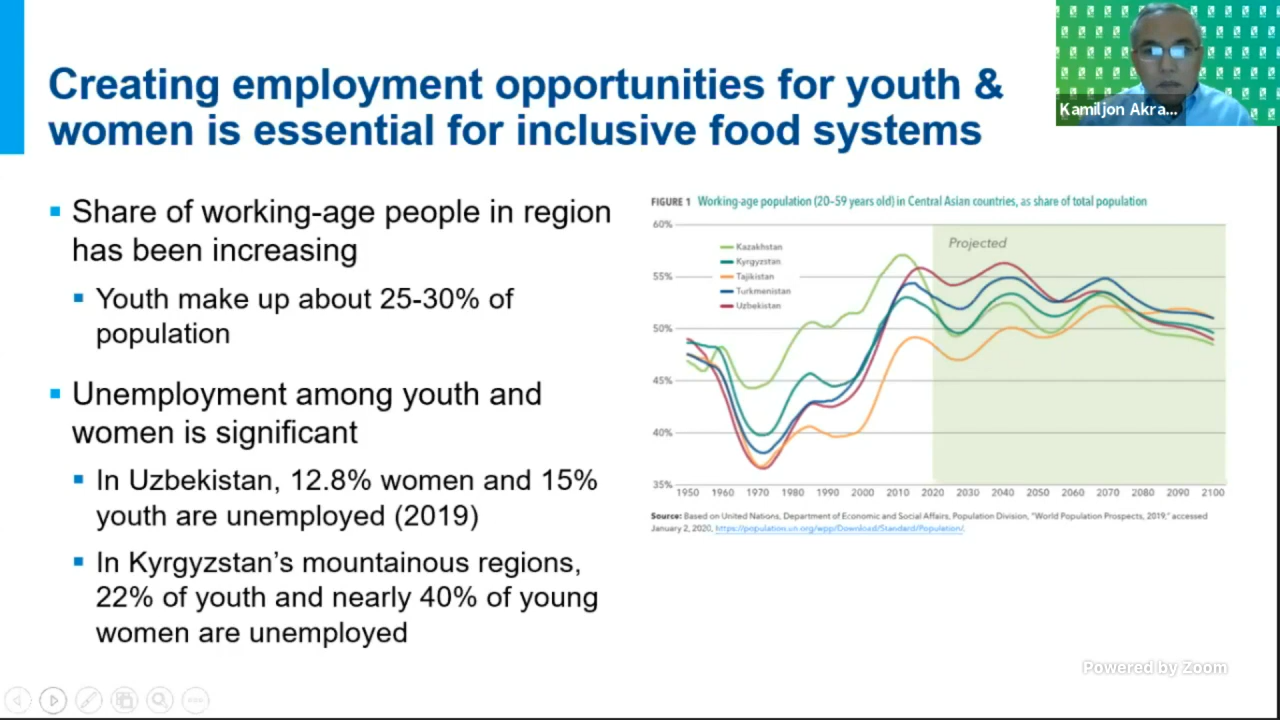 Creating employment opportunities for youth &
women is essential for inclusive food systems
Kamiljon Akra...
Share of working-age people in region
has been increasing
Youth make up about 25-30% of
population
Unemployment among youth and
women is significant
In Uzbekistan, 12.8% women and 15%
youth are unemployed (2019)
In Kyrgyzstan’s mountainous regions,
22% of youth and nearly 40% of young
women are unemployed
FIGURE 1 Working-age population (20–59 years old) in Central Asian countries, as share of total population
60%
55%
50%
45%
40%
35%
Projected
Kazakhstan
Kyrgyzstan
Tajikistan
Turkmenistan
Uzbekistan
1950 1960 1970 1980 1990 2000 2010 2020 2030 2040 2050 2060 2070 2080 2090 2100
Source: Based on United Nations, Department of Economic and Social Affairs, Population Division, "World Population Prospects, 2019," accessed
January 2, 2020, https://population.un.org/wpp/Download/Standard/Population/.
Powered by Zoom